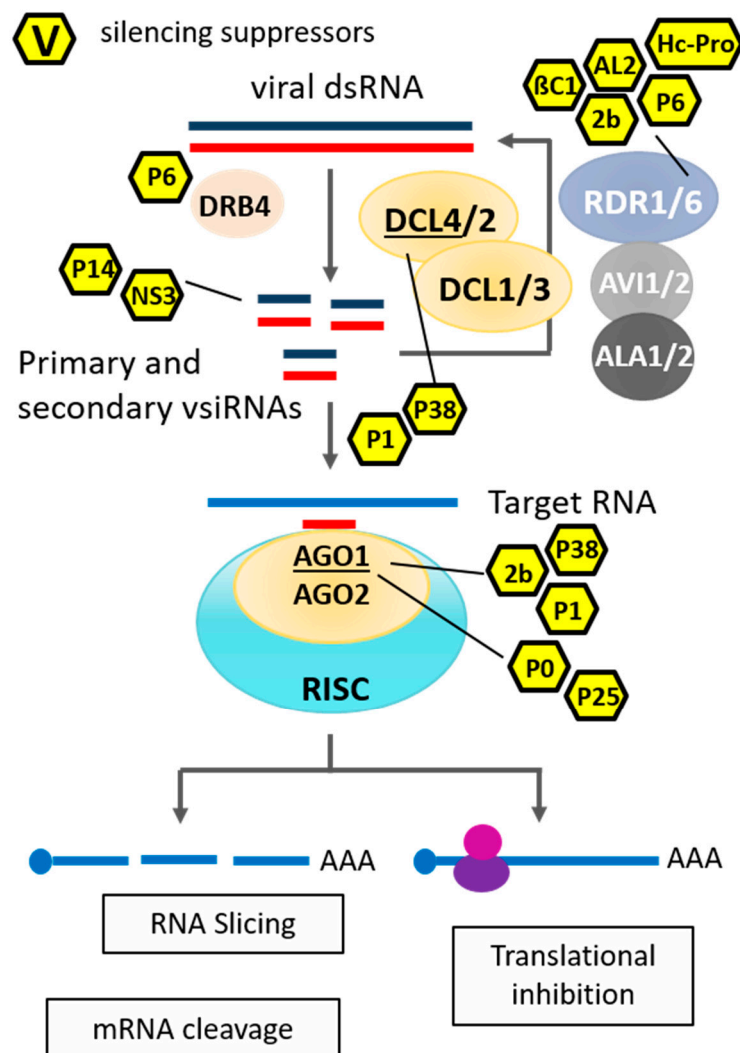 V
silencing suppressors
Hc-Pro
AL2
ßC1
2b
P6
viral dsRNA
P6
DRB4
DCL4/2
DCL1/3
RDR1/6
AVI1/2
ALA1/2
P14
NS3
Primary and
secondary vsiRNAs
P38
P1
Target RNA
AGO1
AGO2
RISC
2b
P38
P1
P0
P25
AAA
AAA
RNA Slicing
mRNA cleavage
Translational
inhibition